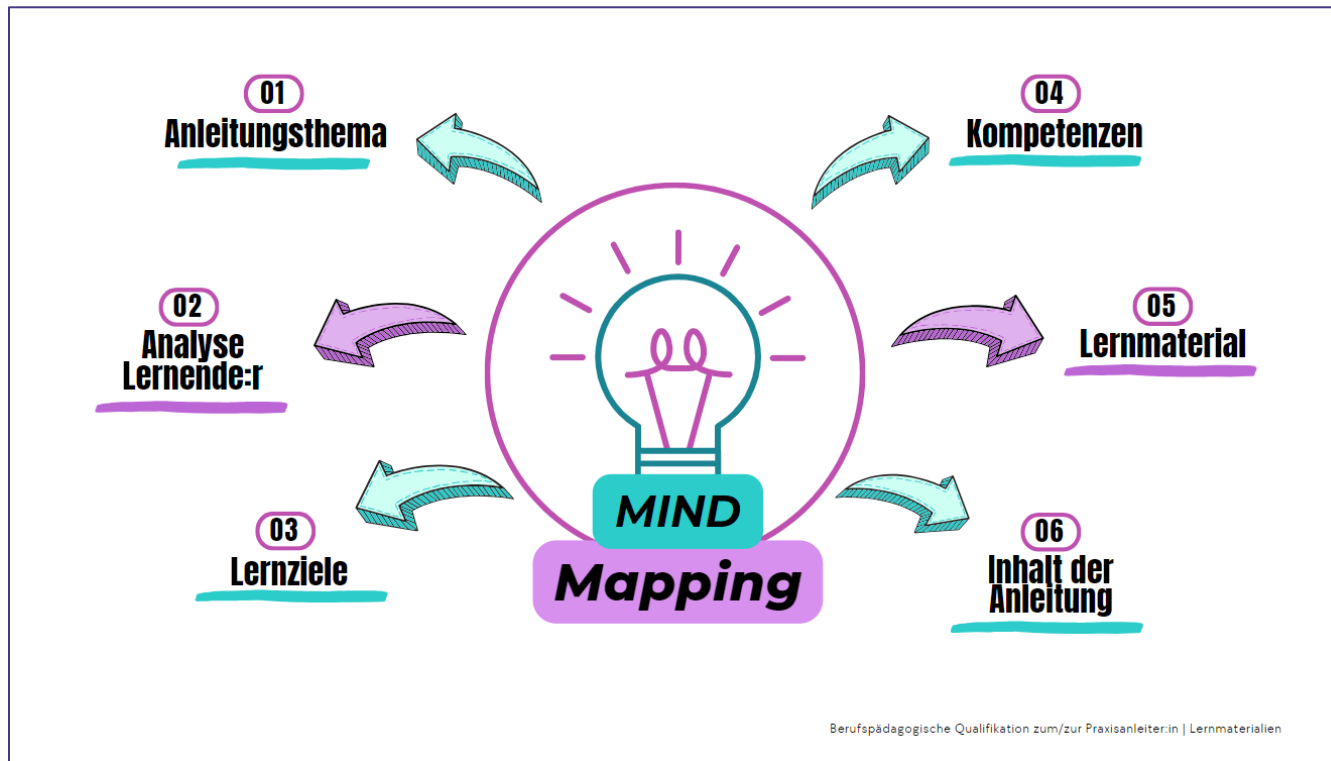 01
Anleitungsthema
02
Analyse
Lernende:r
03
Lernziele
MIND
Mapping
04
Kompetenzen
05
Lernmaterial
06
Inhalt der
Anleitung
Berufspädagogische Qualifikation zum/zur Praxisanleiter:in | Lernmaterialien